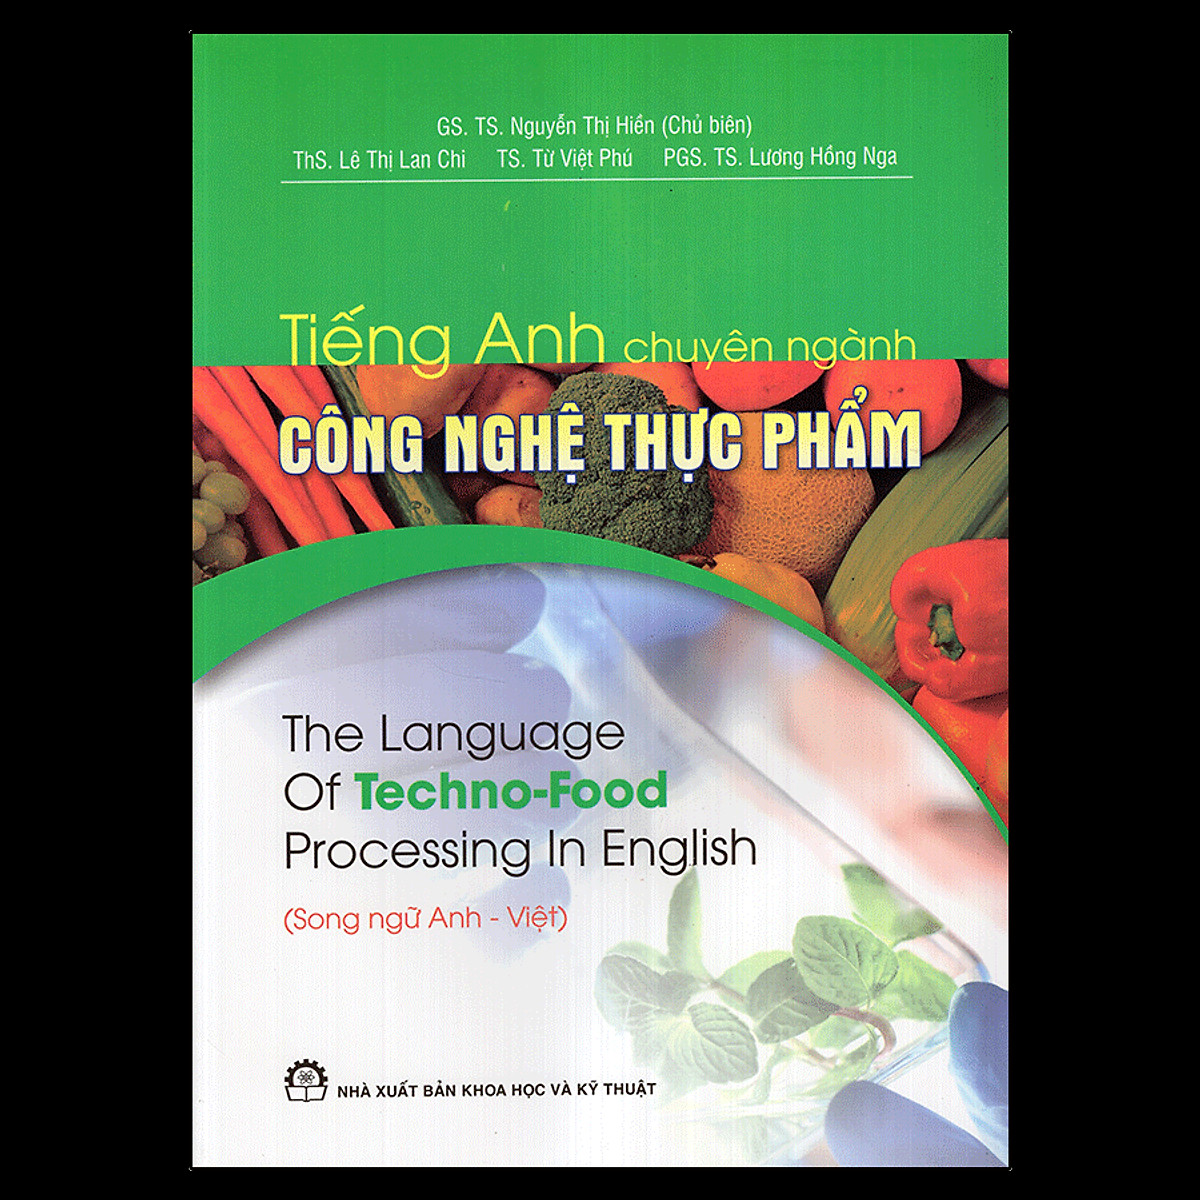 GS. TS. Nguyễn Thị Hiền (Chủ biên)
ThS. Lê Thị Lan Chi TS. Từ Việt Phú PGS. TS. Lương Hồng Nga
Tiếng Anh chuyên ngành
CÔNG NGHỆ THỰC PHẨM
The Language
Of Techno-Food
Processing In English
(Song ngữ Anh - Việt)
NHÀ XUẤT BẢN KHOA HỌC VÀ KỸ THUẬT